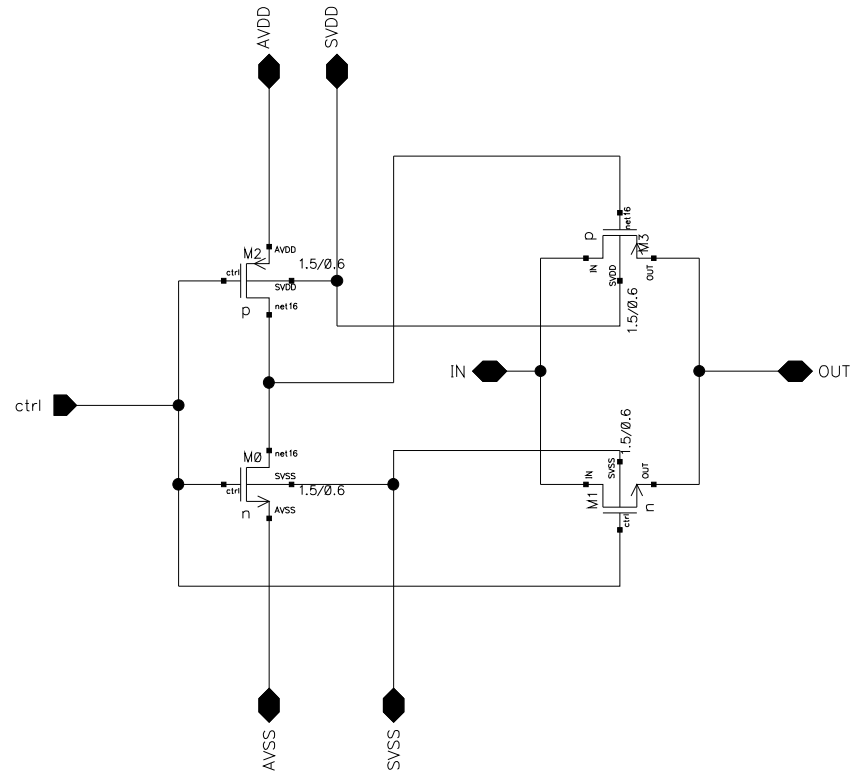 AVDD
SVDD
M2
AVDD
1.5/0.6
ctrl
SVDD
p
net16
p
net16
M3
IN
SVDD
OUT
1.5/0.6
IN
OUT
ctrl
M0
net16
SVSS
1.5/0.6
ctrl
AVSS
n
1.5/0.6
IN
SVSS
OUT
M1
ctrl
n
AVSS
SVSS